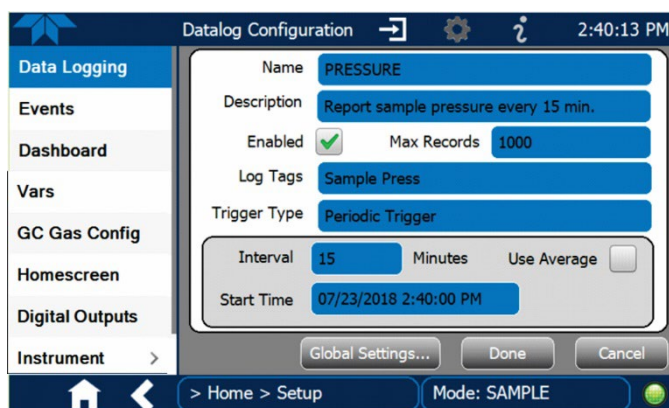 Datalog Configuration 2:40:13 PM
Data Logging
Events
Dashboard
Vars
GC Gas Config
Homescreen
Digital Outputs
Instrument >
Name PRESSURE
Description Report sample pressure every 15 min.
Enabled Max Records 1000
Log Tags Sample Press
Trigger Type Periodic Trigger
Interval 15 Minutes Use Average
Start Time 07/23/2018 2:40:00 PM
Global Settings... Done Cancel
> Home > Setup Mode: SAMPLE